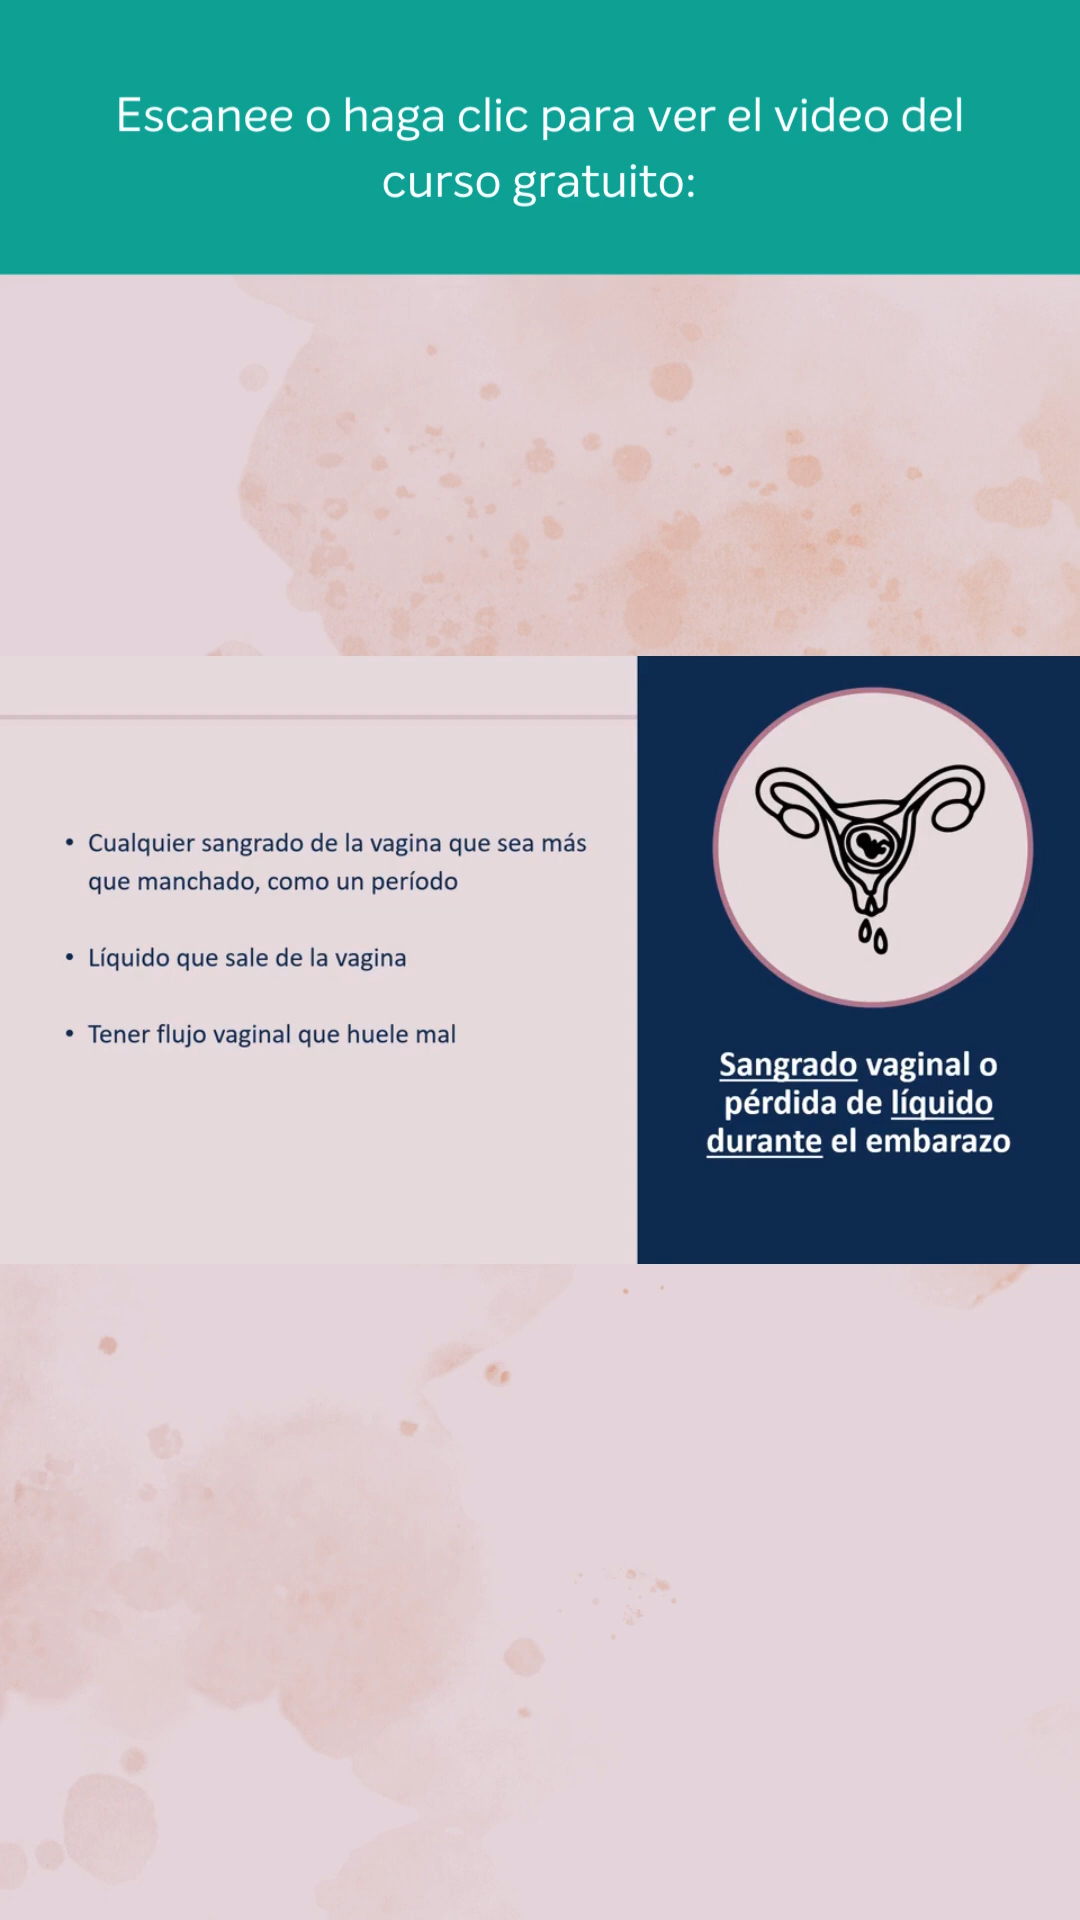 Escanee o haga clic para ver el video del
curso gratuito:
• Cualquier sangrado de la vagina que sea más
que manchado, como un período
• Líquido que sale de la vagina
• Tener flujo vaginal que huele mal
Sangrado vaginal o
pérdida de líquido
durante el embarazo